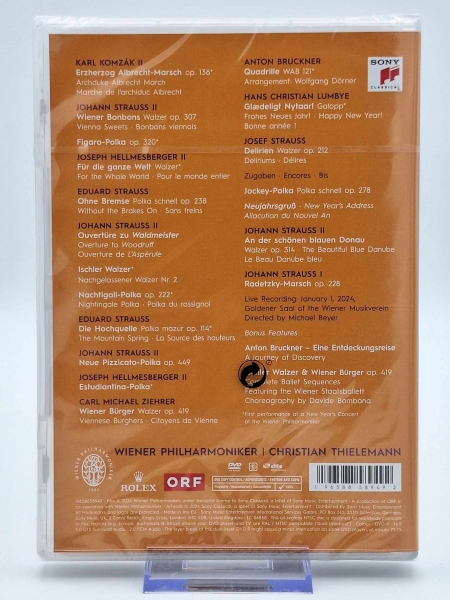 KARL KOMZÁK II
Erzherzog Albrecht-Marsch op. 136*
Archduke Albrecht March
Marche de l'archiduc Albrecht
JOHANN STRAUSS II
Wiener Bonbons Walzer op. 307
Vienna Sweets · Bonbons viennois
Figaro-Polka op. 320*
JOSEPH HELLMESBERGER II
Für die ganze Welt Walzer*
For the Whole World · Pour le monde entier
EDUARD STRAUSS
Ohne Bremse Polka schnell op. 238
Without the Brakes On · Sans freins
JOHANN STRAUSS II
Ouvertüre zu Waldmeister
Overture to Woodruff
Ouverture de L'Aspérule
Ischler Walzer*
Nachgelassener Walzer Nr. 2
Nachtigall-Polka op. 222*
Nightingale Polka · Polka du rossignol
EDUARD STRAUSS
Die Hochquelle Polka mazur op. 114*
The Mountain Spring · La Source des hauteurs
JOHANN STRAUSS II
Neue Pizzicato-Polka op. 449
JOSEPH HELLMESBERGER II
Estudiantina-Polka*
CARL MICHAEL ZIEHRER
Wiener Bürger Walzer op. 419
Viennese Burghers · Citoyens de Vienne
ANTON BRUCKNER
Quadrille WAB 121*
Arrangement: Wolfgang Dörner
HANS CHRISTIAN LUMBYE
Glædeligt Nytaar! Galopp*
Frohes Neues Jahr! · Happy New Year!
Bonne année !
JOSEF STRAUSS
Delirien Walzer op. 212
Deliriums · Délires
Zugaben · Encores · Bis
Jockey-Polka Polka schnell op. 278
Neujahrsgruß · New Year's Address
Allocution du Nouvel An
JOHANN STRAUSS II
An der schönen blauen Donau
Walzer op. 314 · The Beautiful Blue Danube
Le Beau Danube bleu
JOHANN STRAUSS I
Radetzky-Marsch op. 228
Live Recording January 1, 2024,
Goldener Saal of the Wiener Musikverein
Directed by Michael Beyer
Bonus Features
Anton Bruckner – Eine Entdeckungsreise
A Journey of Discovery
Walzer & Wiener Bürger op. 419
Complete Ballet Sequences
Featuring the Wiener Staatsballett
Choreography by Davide Bombana
*First performance at a New Year's Concert
of the Wiener Philharmoniker
SONY
CLASSICAL
WIENER PHILHARMONIKER | CHRISTIAN THIELEMANN
ROLEX
ORF
DVD
dts